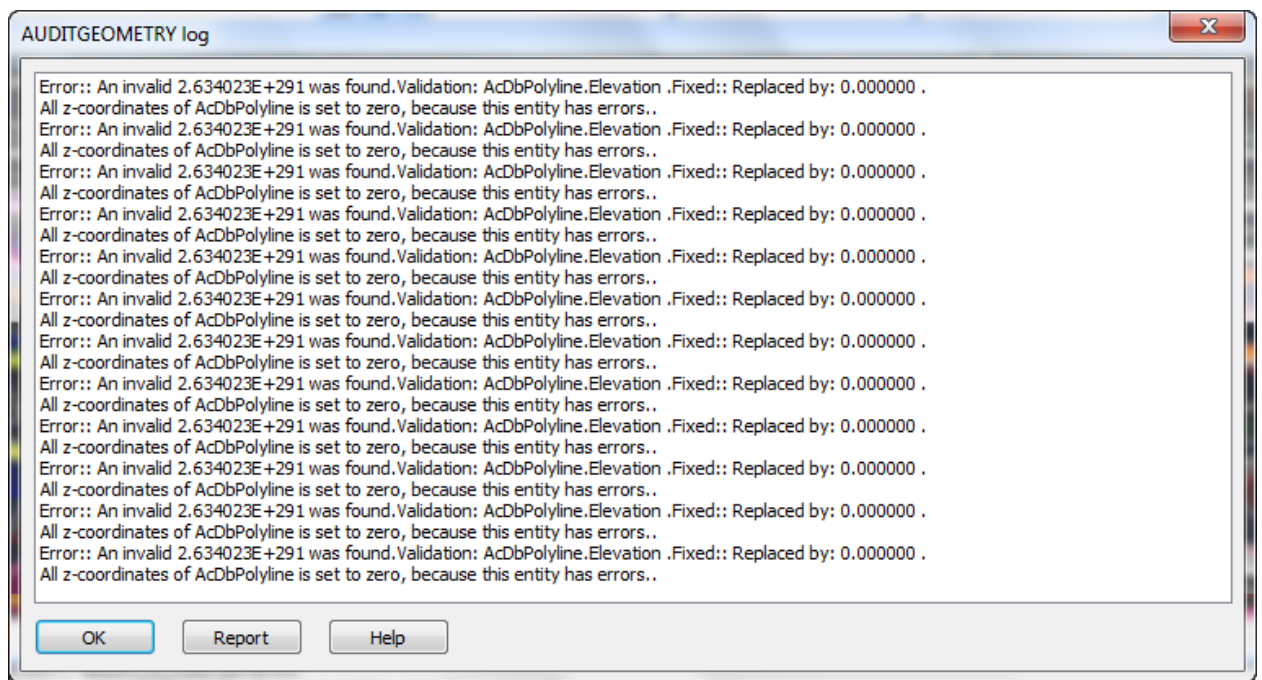 AUDITGEOMETRY log
Error:: An invalid 2.634023E+291 was found.Validation: AcDbPolyline.Elevation .Fixed:: Replaced by: 0.000000 .
All z-coordinates of AcDbPolyline is set to zero, because this entity has errors..
Error:: An invalid 2.634023E+291 was found.Validation: AcDbPolyline.Elevation .Fixed:: Replaced by: 0.000000 .
All z-coordinates of AcDbPolyline is set to zero, because this entity has errors..
Error:: An invalid 2.634023E+291 was found.Validation: AcDbPolyline.Elevation .Fixed:: Replaced by: 0.000000 .
All z-coordinates of AcDbPolyline is set to zero, because this entity has errors..
Error:: An invalid 2.634023E+291 was found.Validation: AcDbPolyline.Elevation .Fixed:: Replaced by: 0.000000 .
All z-coordinates of AcDbPolyline is set to zero, because this entity has errors..
Error:: An invalid 2.634023E+291 was found.Validation: AcDbPolyline.Elevation .Fixed:: Replaced by: 0.000000 .
All z-coordinates of AcDbPolyline is set to zero, because this entity has errors..
Error:: An invalid 2.634023E+291 was found.Validation: AcDbPolyline.Elevation .Fixed:: Replaced by: 0.000000 .
All z-coordinates of AcDbPolyline is set to zero, because this entity has errors..
Error:: An invalid 2.634023E+291 was found.Validation: AcDbPolyline.Elevation .Fixed:: Replaced by: 0.000000 .
All z-coordinates of AcDbPolyline is set to zero, because this entity has errors..
Error:: An invalid 2.634023E+291 was found.Validation: AcDbPolyline.Elevation .Fixed:: Replaced by: 0.000000 .
All z-coordinates of AcDbPolyline is set to zero, because this entity has errors..
Error:: An invalid 2.634023E+291 was found.Validation: AcDbPolyline.Elevation .Fixed:: Replaced by: 0.000000 .
All z-coordinates of AcDbPolyline is set to zero, because this entity has errors..
Error:: An invalid 2.634023E+291 was found.Validation: AcDbPolyline.Elevation .Fixed:: Replaced by: 0.000000 .
All z-coordinates of AcDbPolyline is set to zero, because this entity has errors..
Error:: An invalid 2.634023E+291 was found.Validation: AcDbPolyline.Elevation .Fixed:: Replaced by: 0.000000 .
All z-coordinates of AcDbPolyline is set to zero, because this entity has errors..
Error:: An invalid 2.634023E+291 was found.Validation: AcDbPolyline.Elevation .Fixed:: Replaced by: 0.000000 .
All z-coordinates of AcDbPolyline is set to zero, because this entity has errors..
OK Report Help